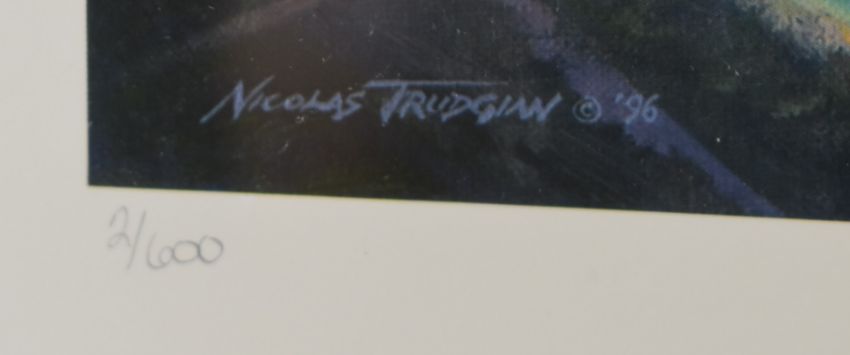 NICOLAS TRUDGIAN © '96
2/600